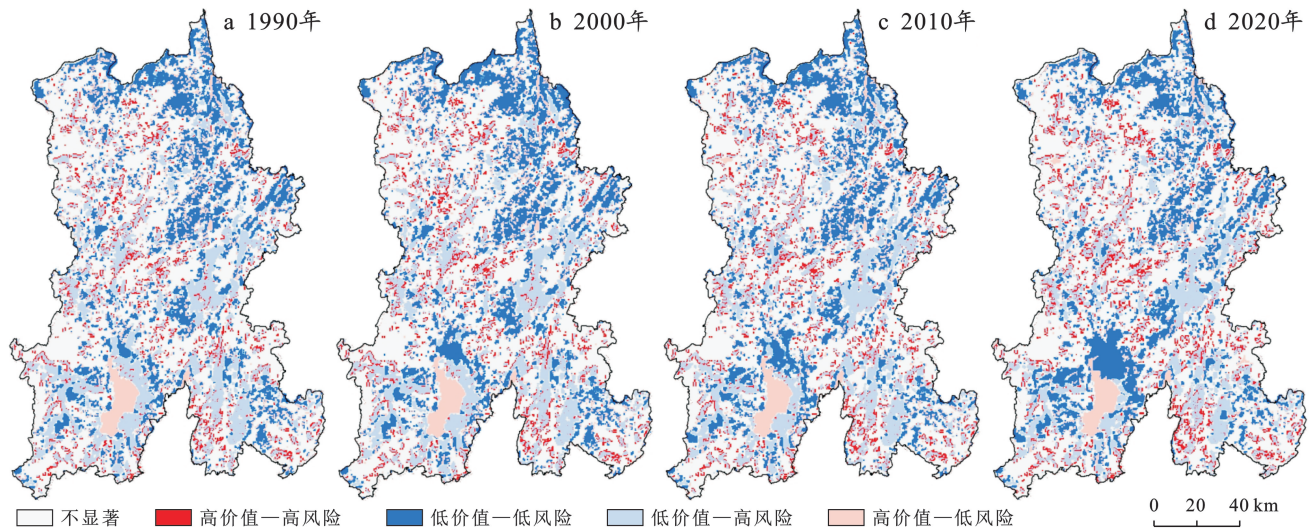 a 1990年
b 2000年
c 2010年
d 2020年
不显著
高价值—高风险
低价值—低风险
低价值—高风险
高价值—低风险
0 20 40 km